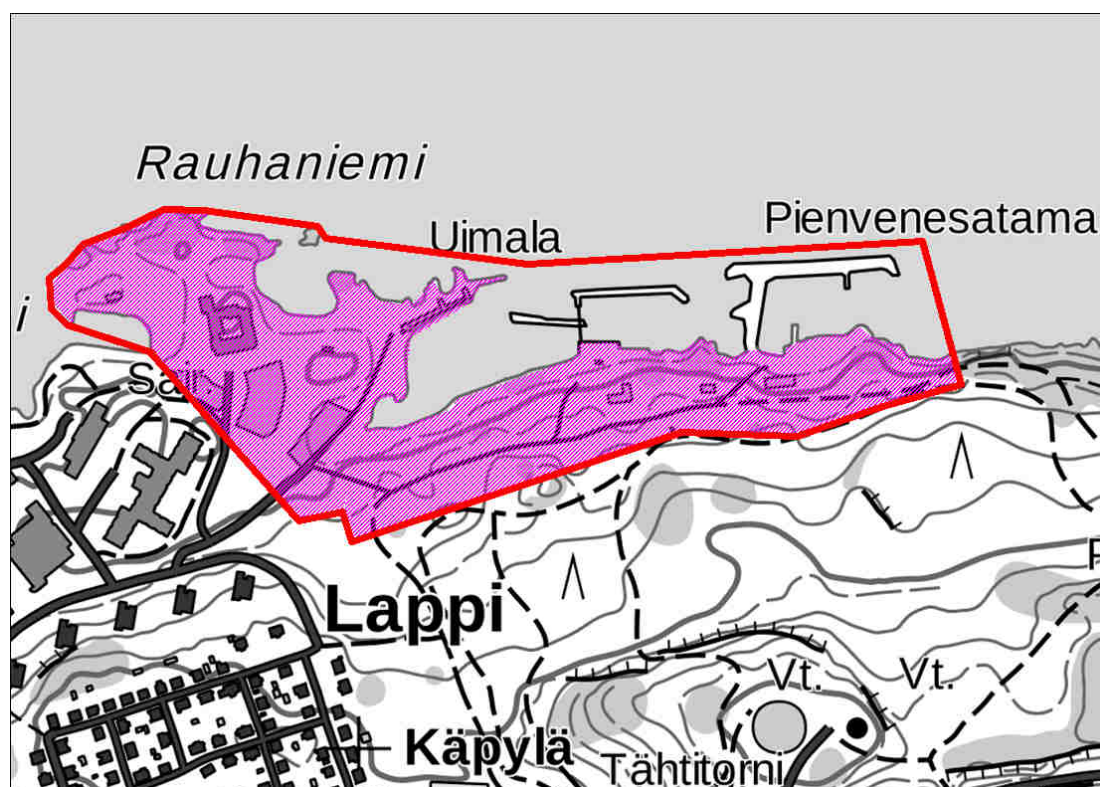 Rauhaniemi
Uimala
Pienvenesatama
i
Lappi
Vt.
Vt.
Käpylä
Tähtitorni